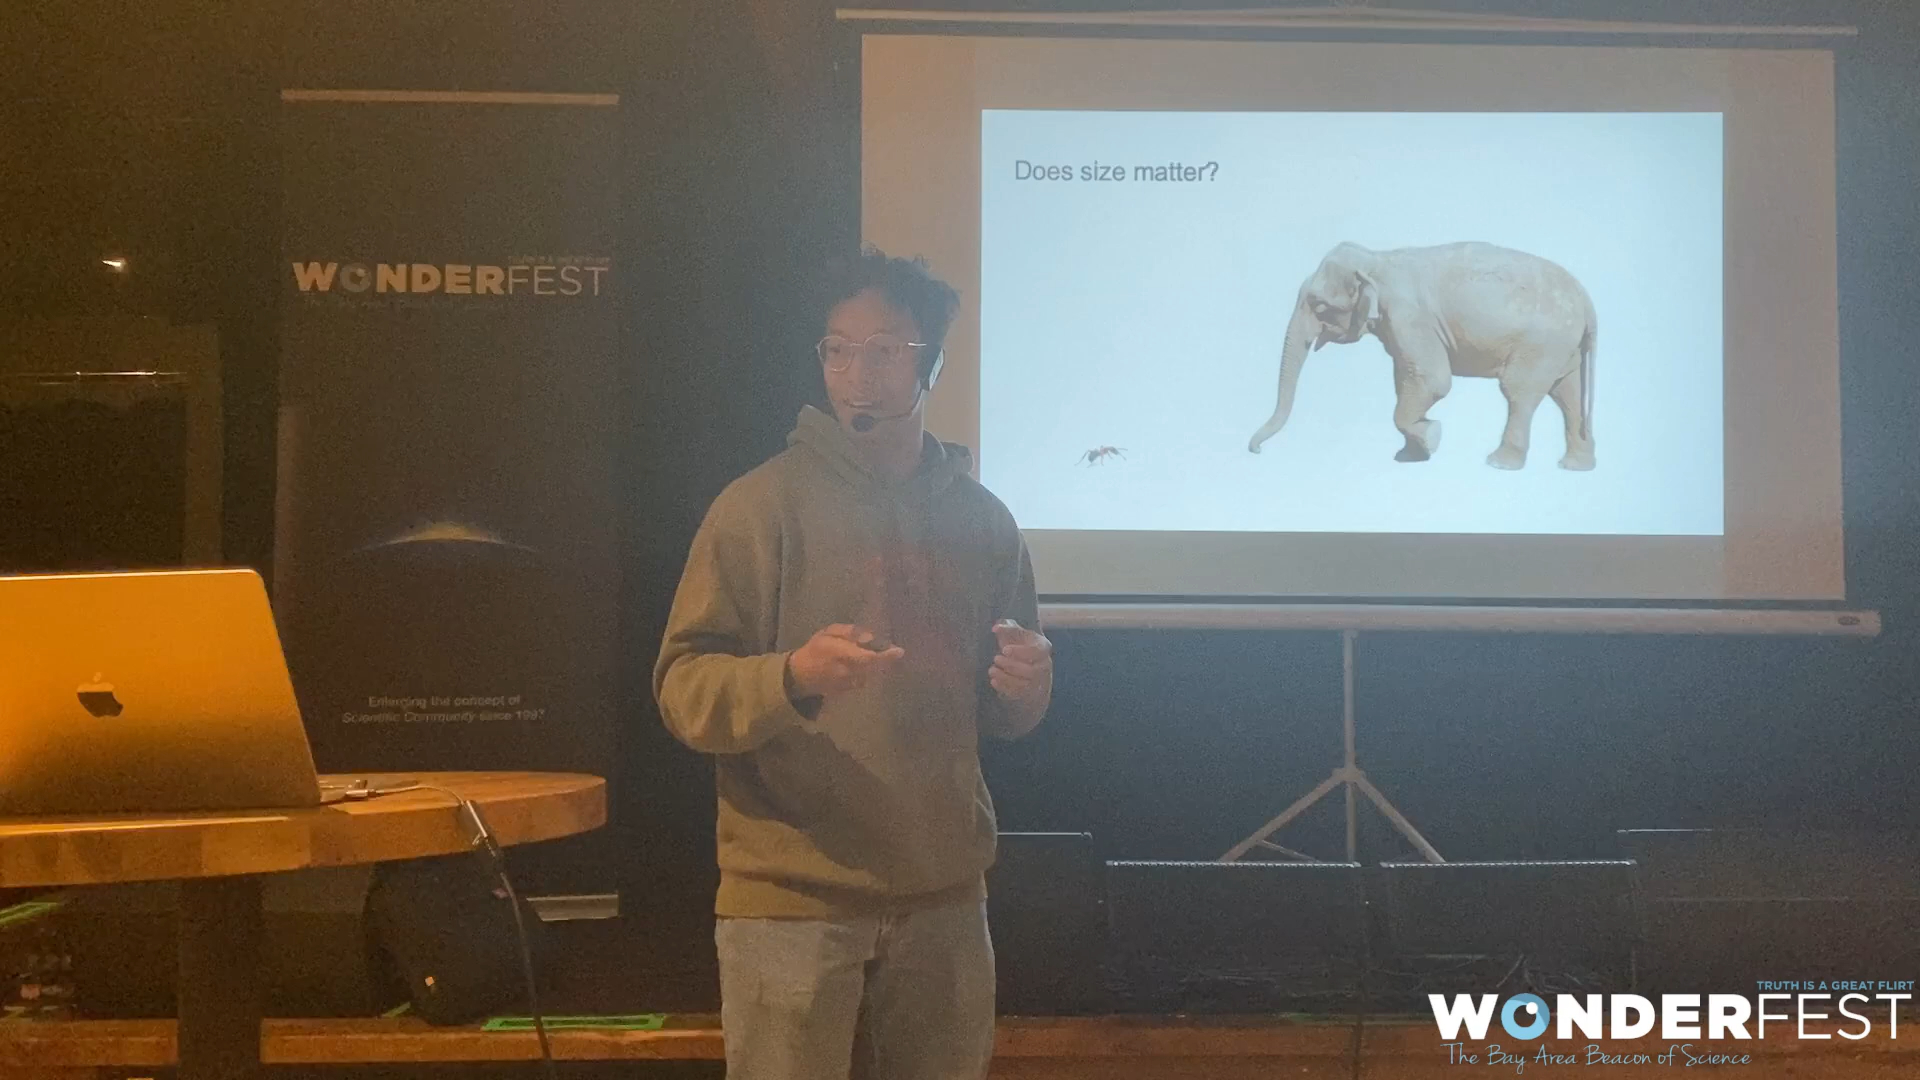 Does size matter?
WONDERFEST
Enlarging the concept of
Scientific Community since 1997
TRUTH IS A GREAT FLIRT
WONDERFEST
The Bay Area Beacon of Science